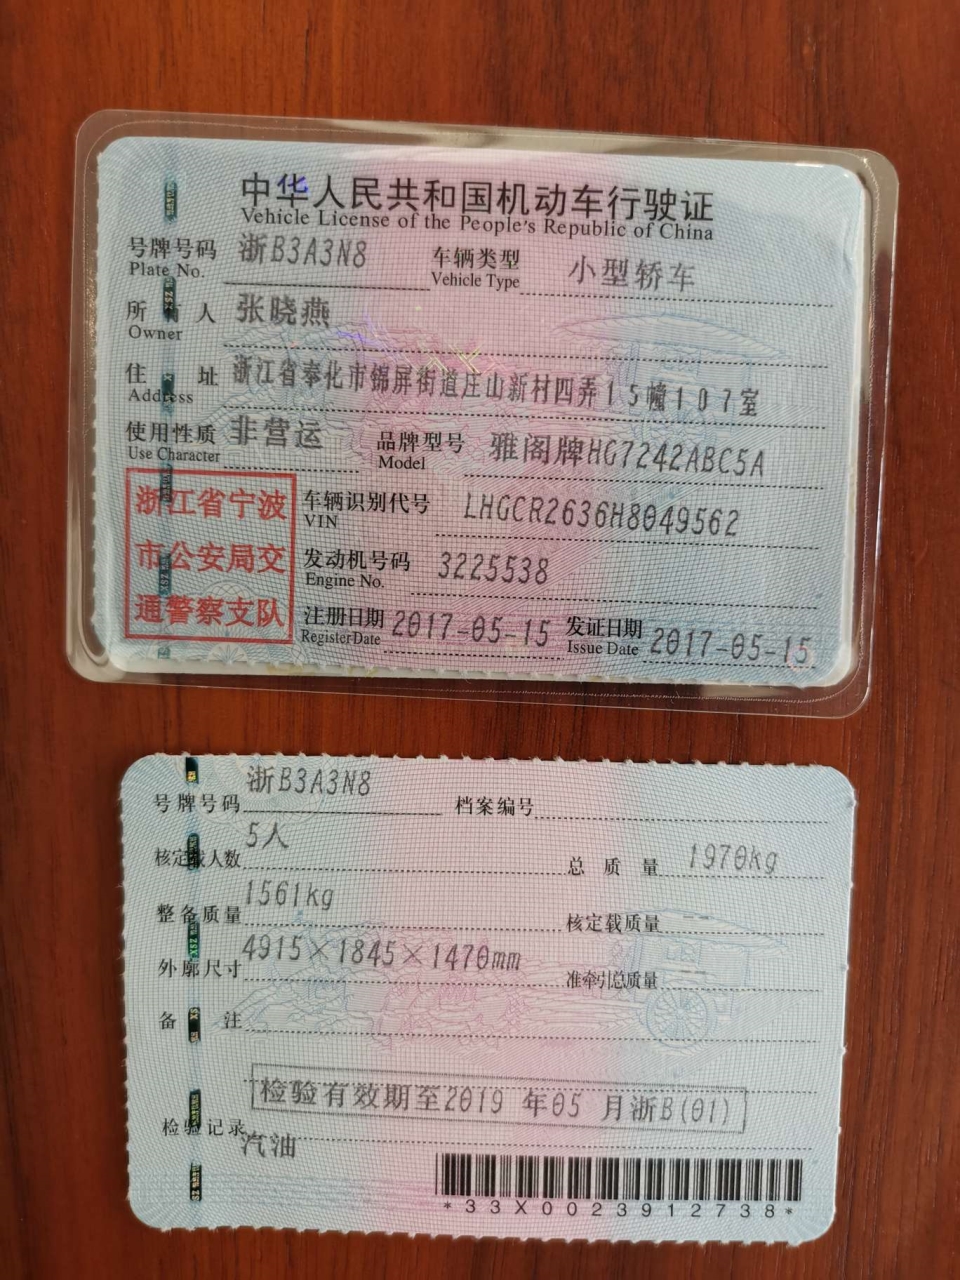 中华人民共和国机动车行驶证
Vehicle License of the People's Republic of China
号牌号码 浙B3A3N8 车辆类型 小型轿车
Plate No. Vehicle Type
所有人 张晓燕
Owner
住址 浙江省奉化市锦屏街道庄山新村四弄15幢107室
Address
使用性质 非营运 品牌型号 雅阁牌HG7242ABC5A
Use Character Model
浙江省宁波
市公安局交
通警察支队
车辆识别代号 LHGCR2636H8049562
VIN
发动机号码 3225538
Engine No.
注册日期 2017-05-15 发证日期 2017-05-15
Register Date Issue Date
号牌号码 浙B3A3N8 档案编号
核定载人数 5人 总质量 1970kg
整备质量 1561kg 核定载质量 --
外廓尺寸 4915×1845×1470mm 准牵引总质量 --
备注
检验有效期至2019 年05 月浙B(01)
检验记录
汽油
*33X0023912738*